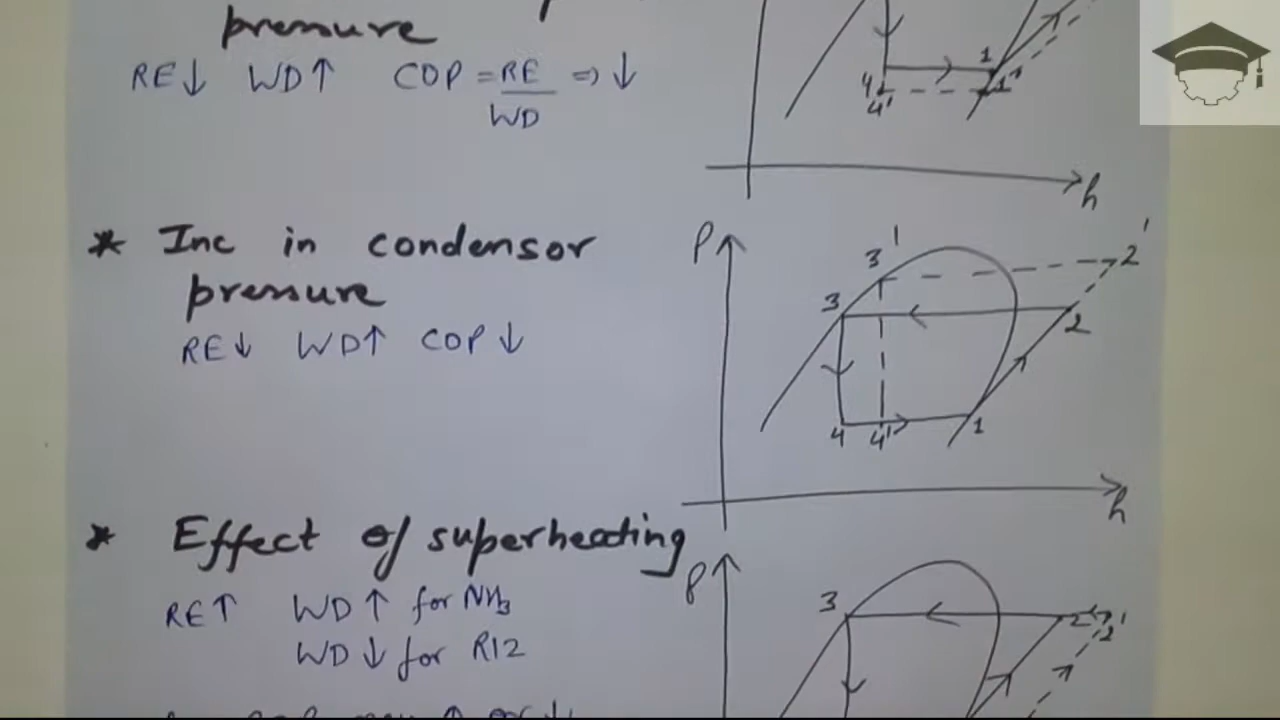 pressure
RE↓ WD↑ COP = RE/WD ⇒ ↓
4 1
4' 1'
h
* Inc in condensor
pressure
RE↓ WD↑ COP↓
P
3' 2'
3 2
4 4' 1
h
* Effect of superheating
RE↑ WD↑ for NH3
WD↓ for R12
P
3 2 2'